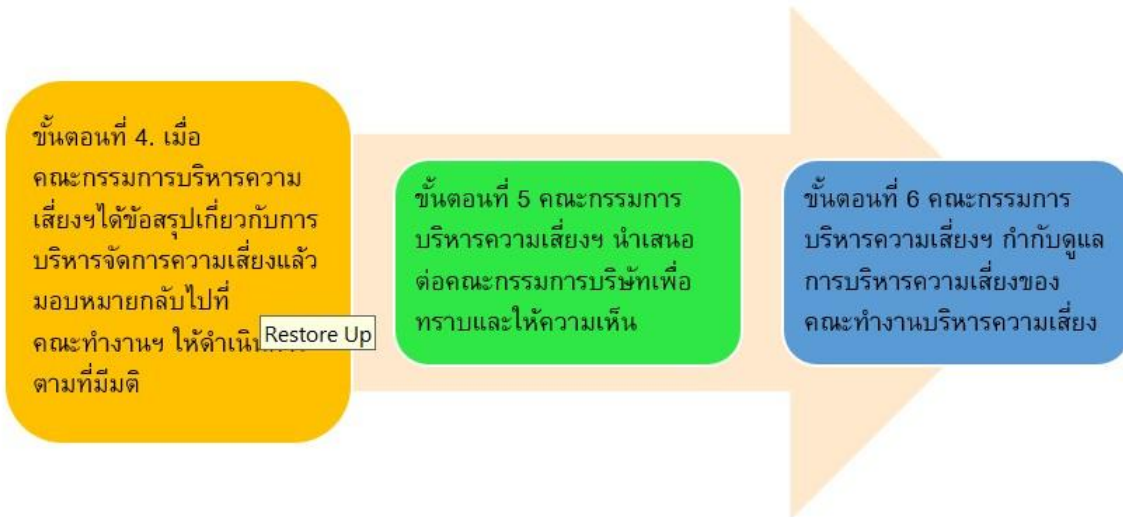 ขั้นตอนที่ 4. เมื่อ
คณะกรรมการบริหารความ
เสี่ยงฯได้ข้อสรุปเกี่ยวกับการ
บริหารจัดการความเสี่ยงแล้ว
มอบหมายกลับไปที่
คณะทำงานฯ ให้
ตามที่มีมติ
Restore Up
ขั้นตอนที่ 5 คณะกรรมการ
บริหารความเสี่ยงฯ นำเสนอ
ต่อคณะกรรมการบริษัทเพื่อ
ทราบและให้ความเห็น
ขั้นตอนที่ 6 คณะกรรมการ
บริหารความเสี่ยงฯ กำกับดูแล
การบริหารความเสี่ยงของ
คณะทำงานบริหารความเสี่ยง